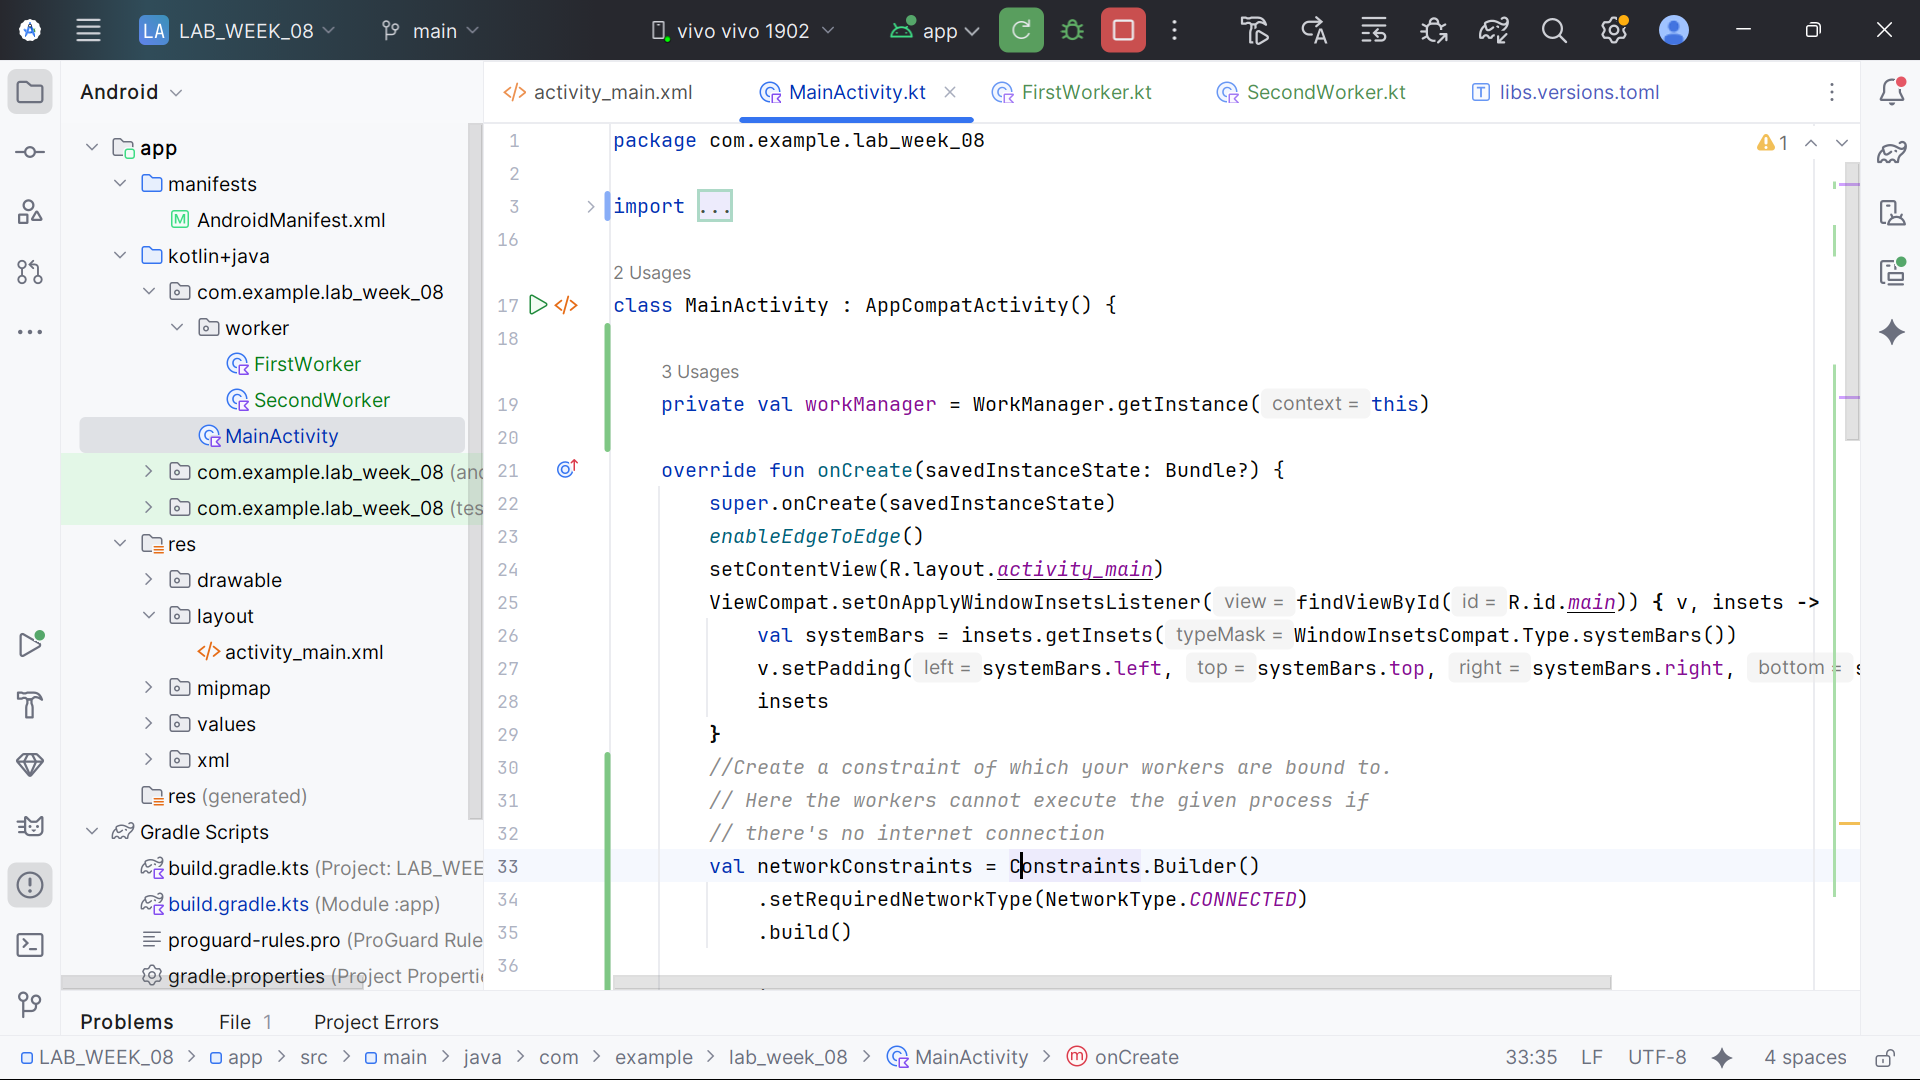 LA LAB_WEEK_08 main vivo vivo 1902 app
Android
activity_main.xml MainActivity.kt FirstWorker.kt SecondWorker.kt libs.versions.toml
app
manifests
AndroidManifest.xml
kotlin+java
com.example.lab_week_08
worker
FirstWorker
SecondWorker
MainActivity
com.example.lab_week_08 (and
com.example.lab_week_08 (tes
res
drawable
layout
activity_main.xml
mipmap
values
xml
res (generated)
Gradle Scripts
build.gradle.kts (Project: LAB_WEE
build.gradle.kts (Module :app)
proguard-rules.pro (ProGuard Rule
gradle.properties (Project Properti
1 package com.example.lab_week_08
2
3 import ...
16
2 Usages
17 class MainActivity : AppCompatActivity() {
18
3 Usages
19 private val workManager = WorkManager.getInstance( context = this)
20
21 override fun onCreate(savedInstanceState: Bundle?) {
22 super.onCreate(savedInstanceState)
23 enableEdgeToEdge()
24 setContentView(R.layout.activity_main)
25 ViewCompat.setOnApplyWindowInsetsListener( view = findViewById( id = R.id.main)) { v, insets ->
26 val systemBars = insets.getInsets( typeMask = WindowInsetsCompat.Type.systemBars())
27 v.setPadding( left = systemBars.left, top = systemBars.top, right = systemBars.right, bottom = s
28 insets
29 }
30 //Create a constraint of which your workers are bound to.
31 // Here the workers cannot execute the given process if
32 // there's no internet connection
33 val networkConstraints = Constraints.Builder()
34 .setRequiredNetworkType(NetworkType.CONNECTED)
35 .build()
36
1
Problems File 1 Project Errors
LAB_WEEK_08 > app > src > main > java > com > example > lab_week_08 > MainActivity > onCreate 33:35 LF UTF-8 4 spaces